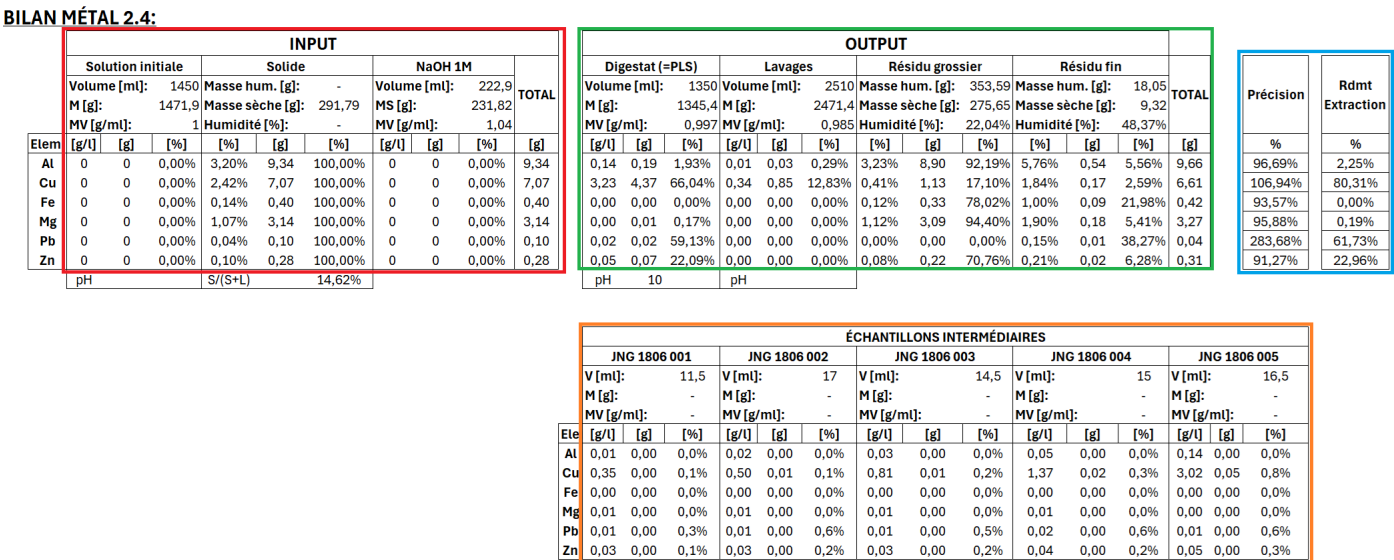 BILAN MÉTAL 2.4:
INPUT OUTPUT
Solution initiale Solide NaOH 1M TOTAL Digestat (=PLS) Lavages Résidu grossier Résidu fin TOTAL Précision Rdmt Extraction
Volume [ml]: 1450 Masse hum. [g]: - Volume [ml]: 222,9 Volume [ml]: 1350 Volume [ml]: 2510 Masse hum. [g]: 353,59 Masse hum. [g]: 18,05
M [g]: 1471,9 Masse sèche [g]: 291,79 MS [g]: 231,82 M [g]: 1345,4 M [g]: 2471,4 Masse sèche [g]: 275,65 Masse sèche [g]: 9,32
MV [g/ml]: 1 Humidité [%]: - MV [g/ml]: 1,04 MV [g/ml]: 0,997 MV [g/ml]: 0,985 Humidité [%]: 22,04% Humidité [%]: 48,37%
Elem [g/l] [g] [%] [%] [g] [%] [g/l] [g] [%] [g] [g/l] [g] [%] [g/l] [g] [%] [%] [g] [%] [%] [g] [%] [g] % %
Al 0 0 0,00% 3,20% 9,34 100,00% 0 0 0,00% 9,34 0,14 0,19 1,93% 0,01 0,03 0,29% 3,23% 8,90 92,19% 5,76% 0,54 5,56% 9,66 96,69% 2,25%
Cu 0 0 0,00% 2,42% 7,07 100,00% 0 0 0,00% 7,07 3,23 4,37 66,04% 0,34 0,85 12,83% 0,41% 1,13 17,10% 1,84% 0,17 2,59% 6,61 106,94% 80,31%
Fe 0 0 0,00% 0,14% 0,40 100,00% 0 0 0,00% 0,40 0,00 0,00 0,00% 0,00 0,00 0,00% 0,12% 0,33 78,02% 1,00% 0,09 21,98% 0,42 93,57% 0,00%
Mg 0 0 0,00% 1,07% 3,14 100,00% 0 0 0,00% 3,14 0,00 0,01 0,17% 0,00 0,00 0,00% 1,12% 3,09 94,40% 1,90% 0,18 5,41% 3,27 95,88% 0,19%
Pb 0 0 0,00% 0,04% 0,10 100,00% 0 0 0,00% 0,10 0,02 0,02 59,13% 0,00 0,00 0,00% 0,00% 0,00 0,00% 0,15% 0,01 38,27% 0,04 283,68% 61,73%
Zn 0 0 0,00% 0,10% 0,28 100,00% 0 0 0,00% 0,28 0,05 0,07 22,09% 0,00 0,00 0,00% 0,08% 0,22 70,76% 0,21% 0,02 6,28% 0,31 91,27% 22,96%
pH S/(S+L) 14,62% pH 10 pH
ÉCHANTILLONS INTERMÉDIAIRES
JNG 1806 001 JNG 1806 002 JNG 1806 003 JNG 1806 004 JNG 1806 005
V [ml]: 11,5 V [ml]: 17 V [ml]: 14,5 V [ml]: 15 V [ml]: 16,5
M [g]: - M [g]: - M [g]: - M [g]: - M [g]: -
MV [g/ml]: - MV [g/ml]: - MV [g/ml]: - MV [g/ml]: - MV [g/ml]: -
Ele [g/l] [g] [%] [g/l] [g] [%] [g/l] [g] [%] [g/l] [g] [%] [g/l] [g] [%]
Al 0,01 0,00 0,0% 0,02 0,00 0,0% 0,03 0,00 0,0% 0,05 0,00 0,0% 0,14 0,00 0,0%
Cu 0,35 0,00 0,1% 0,50 0,01 0,1% 0,81 0,01 0,2% 1,37 0,02 0,3% 3,02 0,05 0,8%
Fe 0,00 0,00 0,0% 0,00 0,00 0,0% 0,00 0,00 0,0% 0,00 0,00 0,0% 0,00 0,00 0,0%
Mg 0,01 0,00 0,0% 0,01 0,00 0,0% 0,01 0,00 0,0% 0,01 0,00 0,0% 0,00 0,00 0,0%
Pb 0,01 0,00 0,3% 0,01 0,00 0,6% 0,01 0,00 0,5% 0,02 0,00 0,6% 0,01 0,00 0,6%
Zn 0,03 0,00 0,1% 0,03 0,00 0,2% 0,03 0,00 0,2% 0,04 0,00 0,2% 0,05 0,00 0,3%